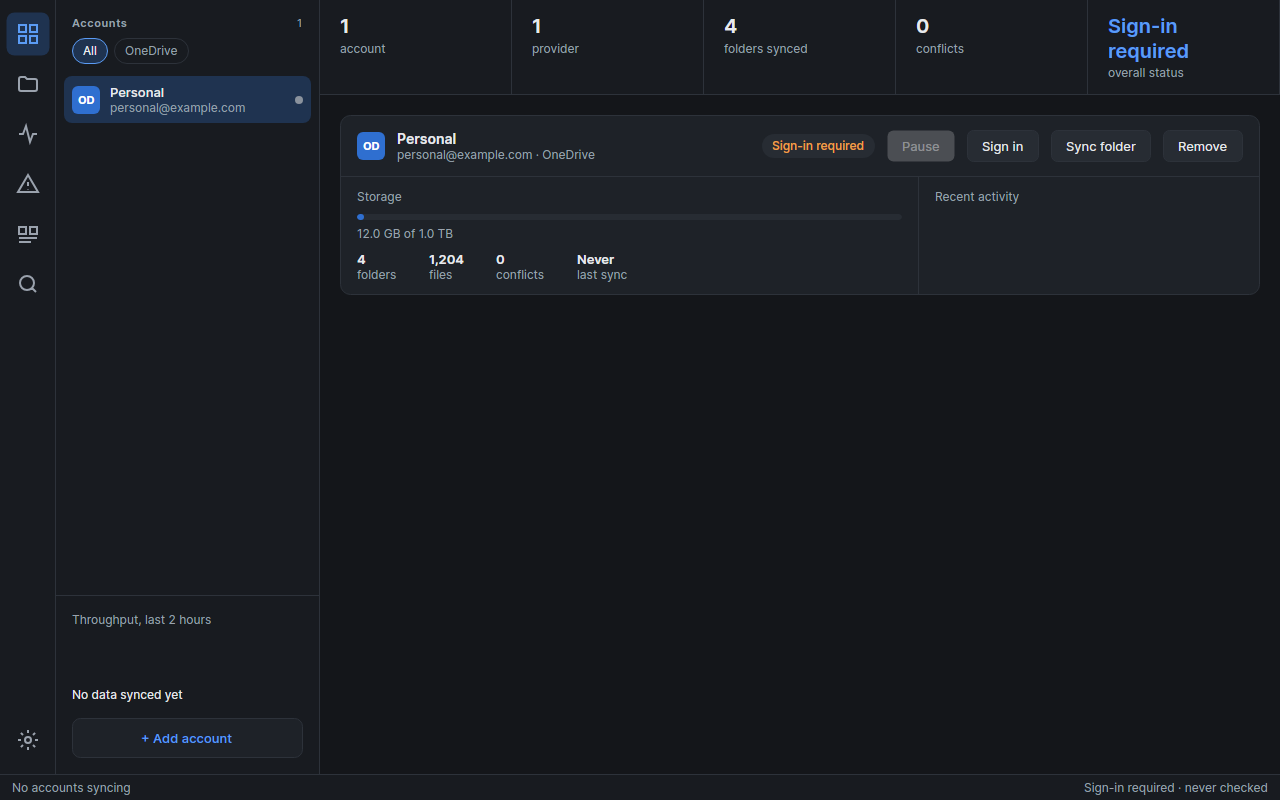 Accounts 1
All OneDrive
OD Personal
personal@example.com
Throughput, last 2 hours
No data synced yet
+ Add account
1
account
1
provider
4
folders synced
0
conflicts
Sign-in
required
overall status
OD Personal
personal@example.com · OneDrive
Sign-in required Pause Sign in Sync folder Remove
Storage
12.0 GB of 1.0 TB
4 1,204 0 Never
folders files conflicts last sync
Recent activity
No accounts syncing
Sign-in required · never checked